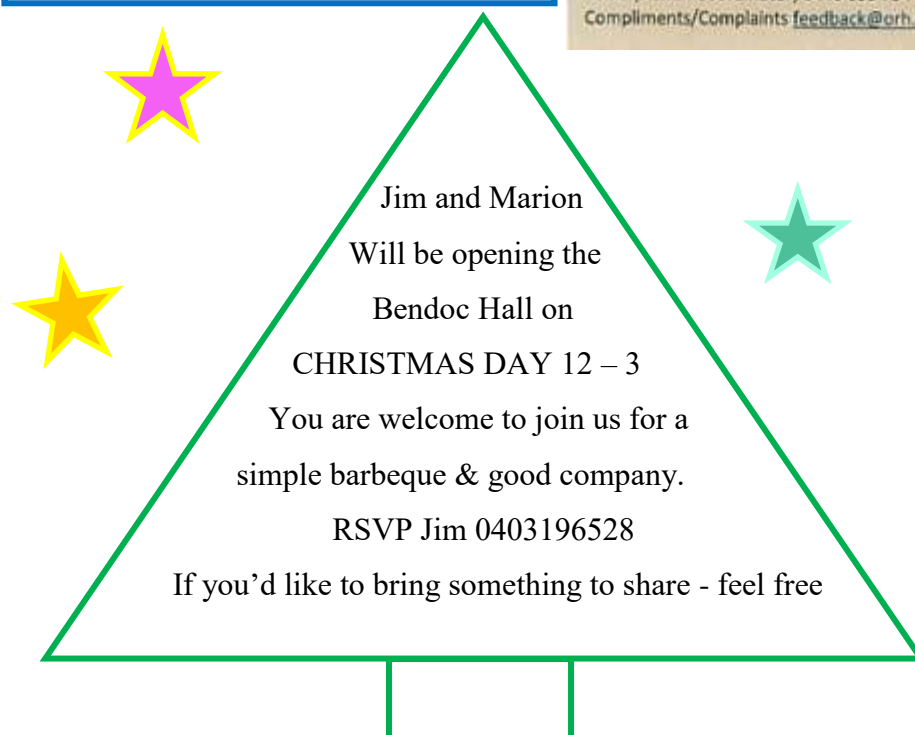 Compliments/Complaints feedback@orh.
Jim and Marion
Will be opening the
Bendoc Hall on
CHRISTMAS DAY 12 – 3
You are welcome to join us for a
simple barbeque & good company.
RSVP Jim 0403196528
If you’d like to bring something to share - feel free